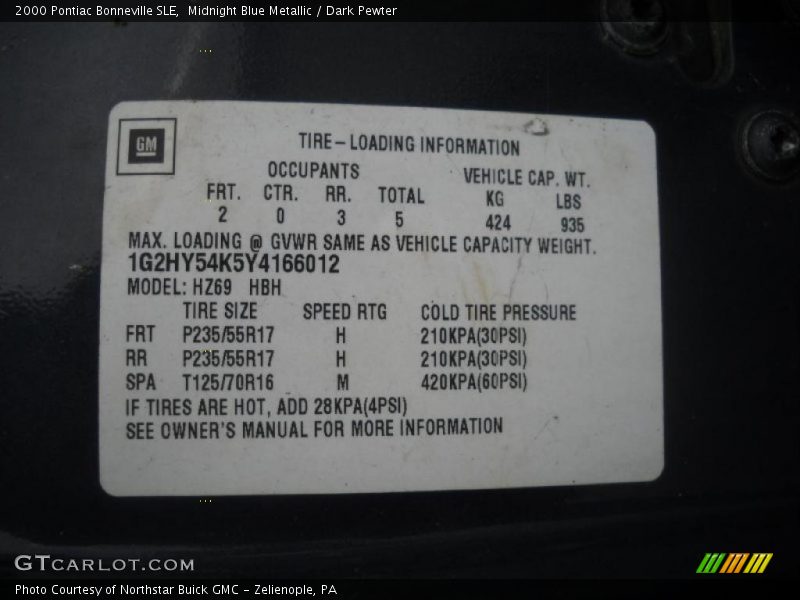 2000 Pontiac Bonneville SLE,  Midnight Blue Metallic / Dark Pewter
GM
TIRE-LOADING INFORMATION
OCCUPANTS VEHICLE CAP. WT.
FRT. CTR. RR. TOTAL KG LBS
2 0 3 5 424 935
MAX. LOADING @ GVWR SAME AS VEHICLE CAPACITY WEIGHT.
1G2HY54K5Y4166012
MODEL: HZ69 HBH
TIRE SIZE SPEED RTG COLD TIRE PRESSURE
FRT P235/55R17 H 210KPA(30PSI)
RR P235/55R17 H 210KPA(30PSI)
SPA T125/70R16 M 420KPA(60PSI)
IF TIRES ARE HOT, ADD 28KPA(4PSI)
SEE OWNER'S MANUAL FOR MORE INFORMATION
GTCARLOT.COM
Photo Courtesy of Northstar Buick GMC - Zelienople, PA